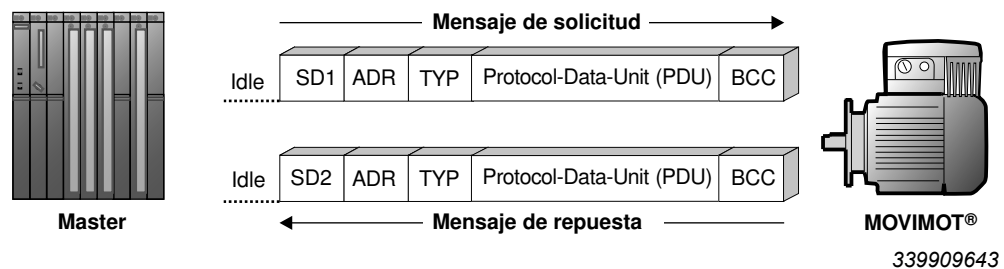 Mensaje de solicitud
Idle SD1 ADR TYP Protocol-Data-Unit (PDU) BCC
Idle SD2 ADR TYP Protocol-Data-Unit (PDU) BCC
Master Mensaje de repuesta MOVIMOT®
339909643